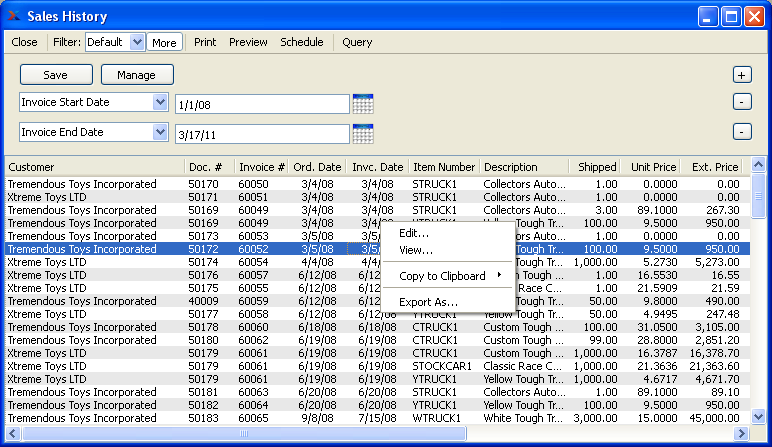 Sales History
Close Filter: Default More Print Preview Schedule Query
Save Manage +
Invoice Start Date 1/1/08 -
Invoice End Date 3/17/11 -
Customer Doc. # Invoice # Ord. Date Invc. Date Item Number Description Shipped Unit Price Ext. Price
Tremendous Toys Incorporated 50170 60050 3/4/08 3/4/08 STRUCK1 Collectors Auto... 1.00 0.0000 0.00
Xtreme Toys LTD 50171 60051 3/4/08 3/4/08 STRUCK1 Collectors Auto... 1.00 0.0000 0.00
Tremendous Toys Incorporated 50169 60049 3/4/08 3/4/08 STRUCK1 Collectors Auto... 3.00 89.1000 267.30
Tremendous Toys Incorporated 50169 60049 3/4/08 3/4/08 YTRUCK1 Yellow Tough Tr... 100.00 9.5000 950.00
Tremendous Toys Incorporated 50173 60053 3/5/08 3/5/ Auto... 1.00 0.0000 0.00
Tremendous Toys Incorporated 50172 60052 3/5/08 3/5/ Tough Tr... 100.00 9.5000 950.00
Xtreme Toys LTD 50174 60054 4/4/08 4/4/ Tough Tr... 1,000.00 5.2730 5,273.00
Xtreme Toys LTD 50176 60057 6/12/08 6/12/ Tough ... 1.00 16.5530 16.55
Xtreme Toys LTD 50175 60056 6/12/08 6/12/ Race C... 1.00 21.5909 21.59
Tremendous Toys Incorporated 40009 60059 6/12/08 6/12/ Tough Tr... 50.00 9.8000 490.00
Xtreme Toys LTD 50177 60058 6/12/08 6/12/08 YTRUCK1 Yellow Tough Tr... 50.00 4.9495 247.48
Tremendous Toys Incorporated 50178 60060 6/18/08 6/18/08 CTRUCK1 Custom Tough ... 100.00 31.0500 3,105.00
Tremendous Toys Incorporated 50180 60062 6/19/08 6/19/08 CTRUCK1 Custom Tough ... 99.00 28.8000 2,851.20
Xtreme Toys LTD 50179 60061 6/19/08 6/19/08 CTRUCK1 Custom Tough ... 1,000.00 16.3787 16,378.70
Xtreme Toys LTD 50179 60061 6/19/08 6/19/08 STOCKCAR1 Classic Race C... 1,000.00 21.3636 21,363.60
Xtreme Toys LTD 50179 60061 6/19/08 6/19/08 YTRUCK1 Yellow Tough Tr... 1,000.00 4.6717 4,671.70
Tremendous Toys Incorporated 50181 60063 6/20/08 6/20/08 STRUCK1 Collectors Auto... 1.00 89.1000 89.10
Tremendous Toys Incorporated 50182 60064 6/20/08 6/20/08 YTRUCK1 Yellow Tough Tr... 100.00 9.5000 950.00
Tremendous Toys Incorporated 50183 60065 9/8/08 7/15/08 WTRUCK1 White Tough Tr... 3,000.00 15.0000 45,000.00
Edit...
View...
Copy to Clipboard
Export As...